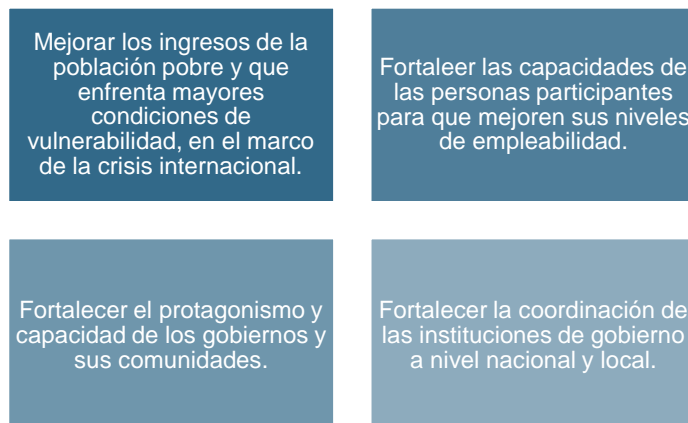 Mejorar los ingresos de la
población pobre y que
enfrenta mayores
condiciones de
vulnerabilidad, en el marco
de la crisis internacional.
Fortaleer las capacidades de
las personas participantes
para que mejoren sus niveles
de empleabilidad.
Fortalecer el protagonismo y
capacidad de los gobiernos y
sus comunidades.
Fortalecer la coordinación de
las instituciones de gobierno
a nivel nacional y local.